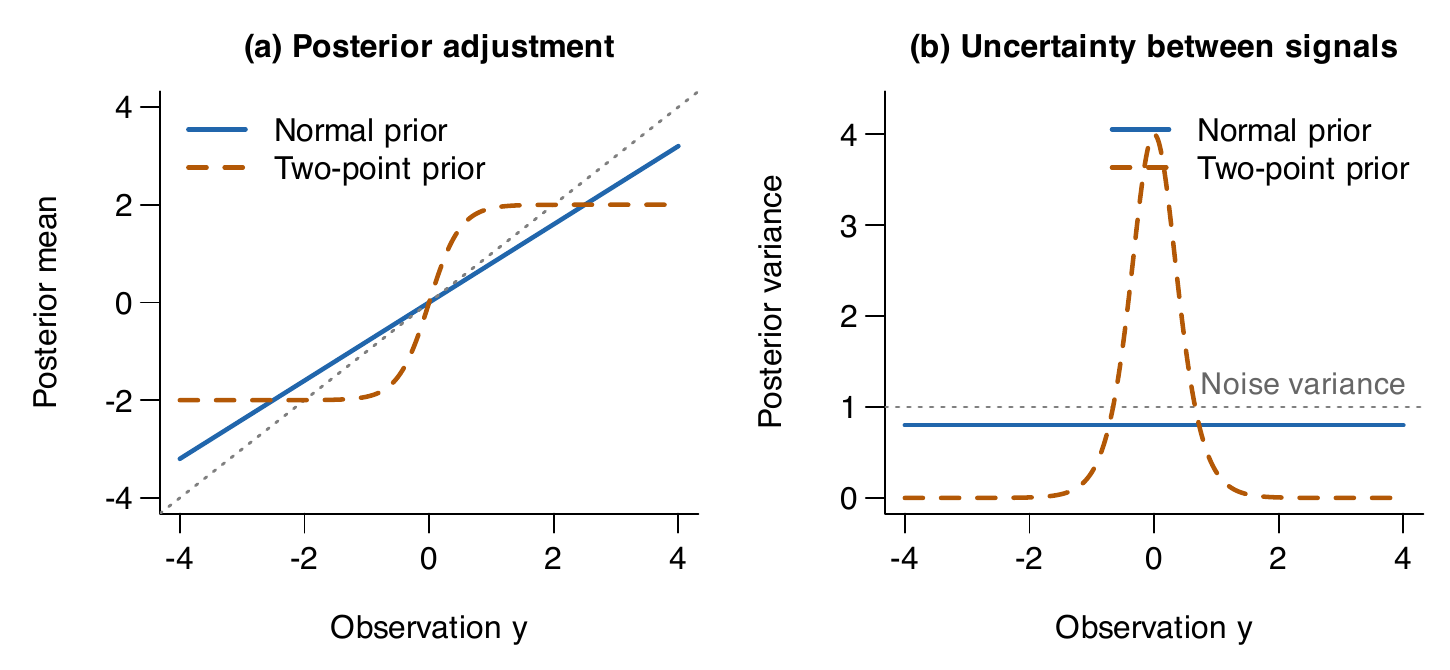 (a) Posterior adjustment
Posterior mean
4
2
0
-2
-4
Normal prior
Two-point prior
-4 -2 0 2 4
Observation y
(b) Uncertainty between signals
Posterior variance
4
3
2
1
0
Normal prior
Two-point prior
Noise variance
-4 -2 0 2 4
Observation y